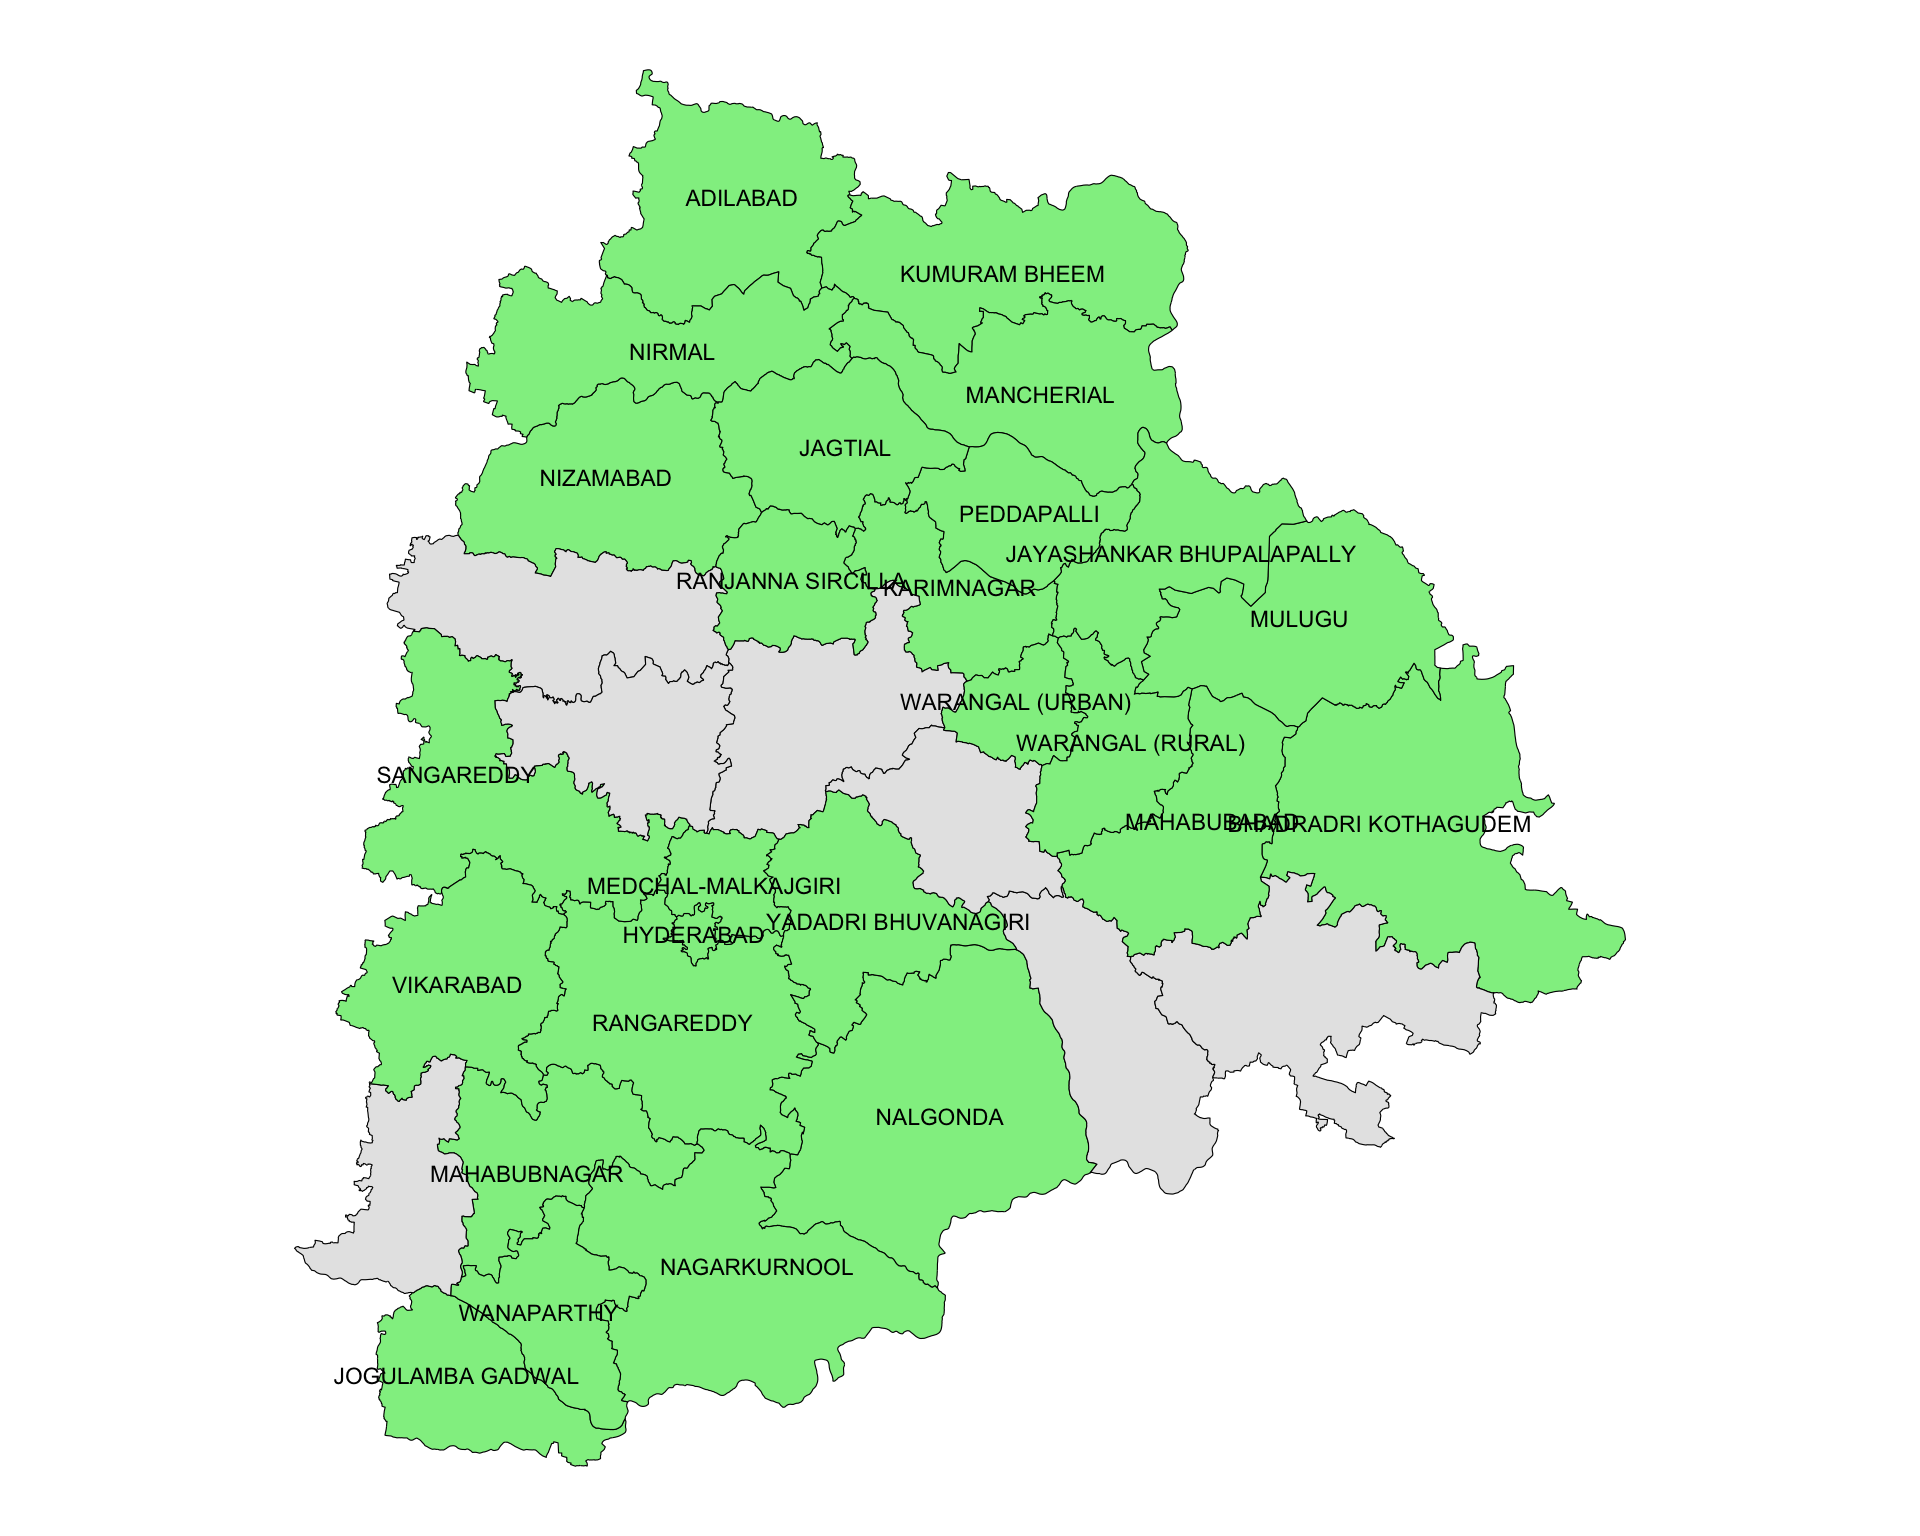 ADILABAD
KUMURAM BHEEM
NIRMAL
MANCHERIAL
JAGTIAL
NIZAMABAD
PEDDAPALLI
JAYASHANKAR BHUPALAPALLY
RANJANNA SIRCILLA
KARIMNAGAR
MULUGU
WARANGAL (URBAN)
WARANGAL (RURAL)
SANGAREDDY
MAHABUBABAD
BHADRADRI KOTHAGUDEM
MEDCHAL-MALKAJGIRI
YADADRI BHUVANAGIRI
HYDERABAD
VIKARABAD
RANGAREDDY
NALGONDA
MAHABUBNAGAR
NAGARKURNOOL
WANAPARTHY
JOGULAMBA GADWAL